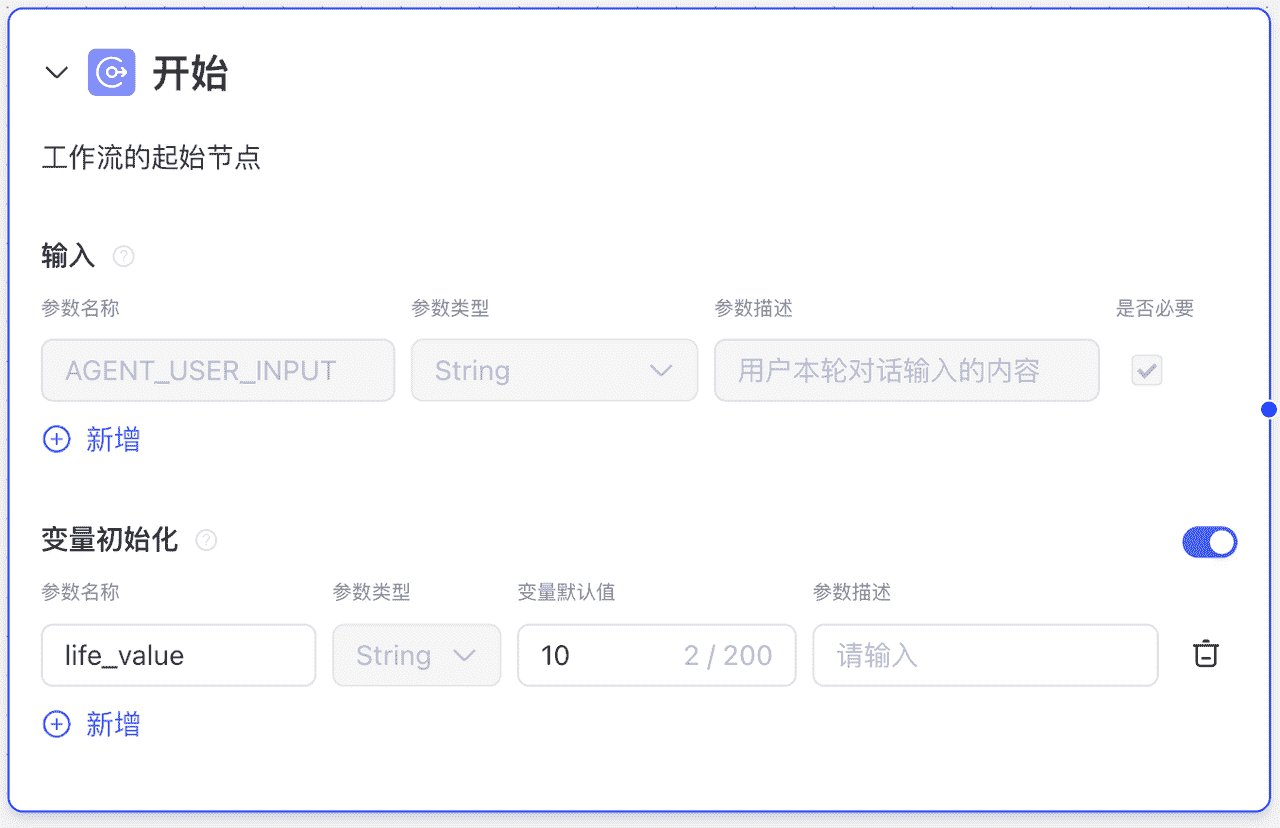 开始
工作流的起始节点
输入 ?
参数名称 参数类型 参数描述 是否必要
AGENT_USER_INPUT String 用户本轮对话输入的内容
新增
变量初始化 ?
参数名称 参数类型 变量默认值 参数描述
life_value String 10 2 / 200 请输入
新增